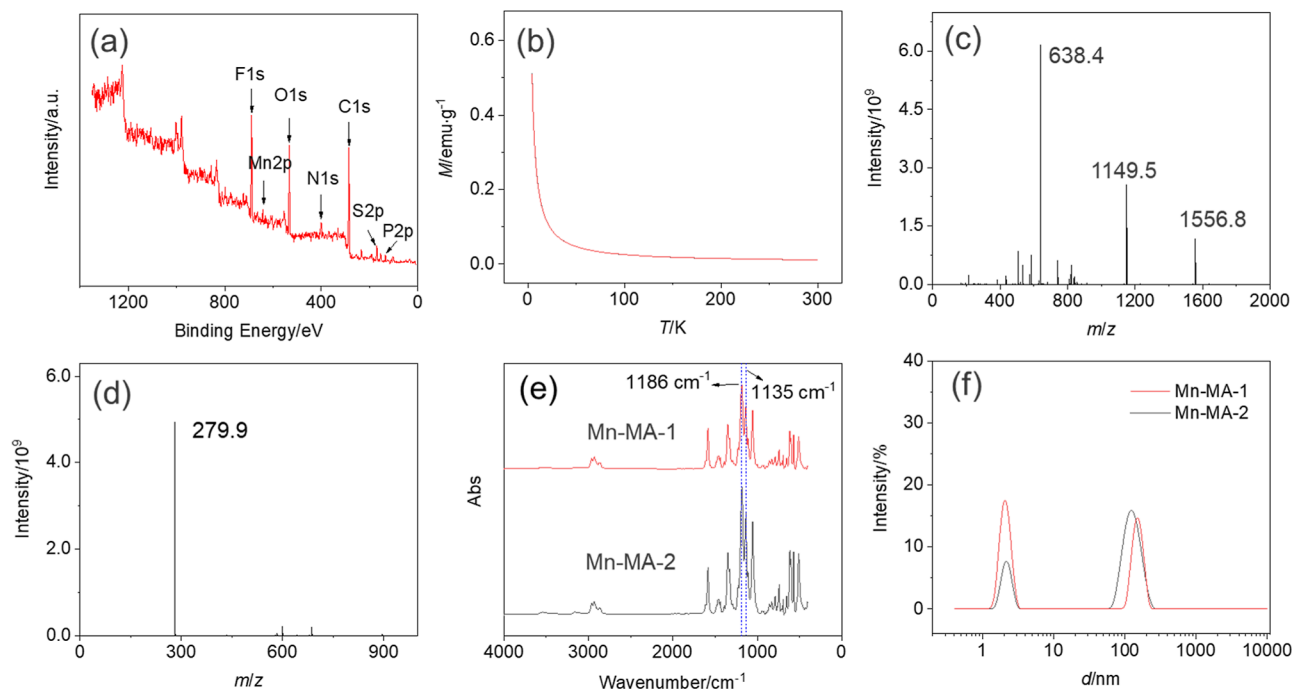 (a)
F1s
O1s
C1s
Mn2p
N1s
S2p
P2p
Intensity/a.u.
1200 800 400 0
Binding Energy/eV
(b)
M/emu·g⁻¹
0.6
0.4
0.2
0.0
0 100 200 300
T/K
(c)
638.4
1149.5
1556.8
Intensity/10⁹
6.0
4.5
3.0
1.5
0.0
0 400 800 1200 1600 2000
m/z
(d)
279.9
Intensity/10⁹
6.0
4.0
2.0
0.0
0 300 600 900
m/z
(e)
1186 cm⁻¹
1135 cm⁻¹
Mn-MA-1
Mn-MA-2
Abs
4000 3000 2000 1000 0
Wavenumber/cm⁻¹
(f)
Mn-MA-1
Mn-MA-2
Intensity/%
40
30
20
10
0
1 10 100 1000 10000
d/nm